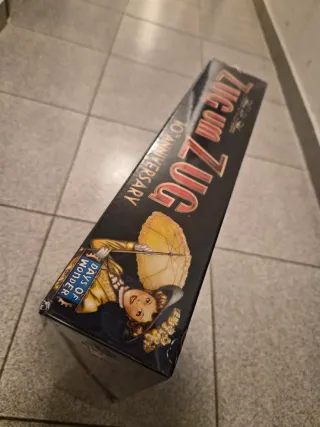 ZUG UM ZUG
10TH ANNIVERSARY
DAYS OF
WONDER